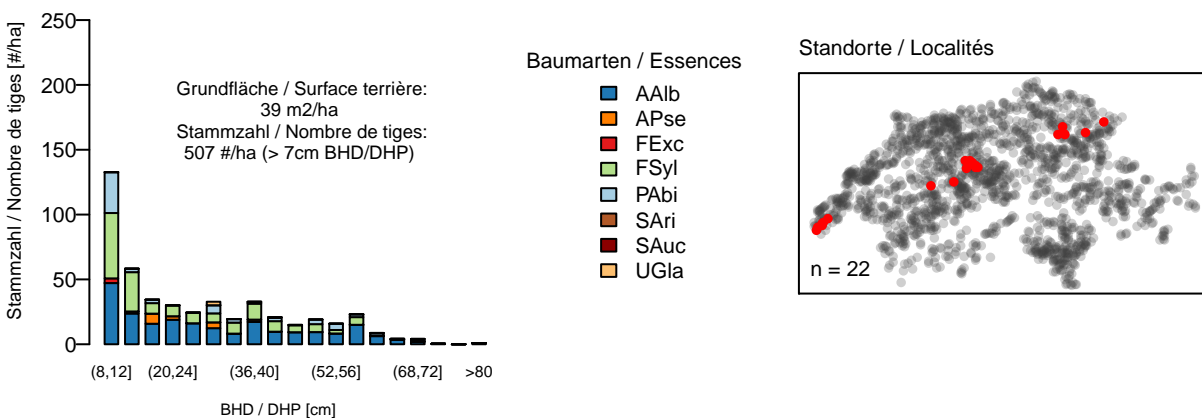 Stammzahl / Nombre de tiges [#/ha]
250
200
150
100
50
0
Grundfläche / Surface terrière:
39 m2/ha
Stammzahl / Nombre de tiges:
507 #/ha (> 7cm BHD/DHP)
(8,12]
(20,24]
(36,40]
(52,56]
(68,72]
>80
BHD / DHP [cm]
Baumarten / Essences
AAlb
APse
FExc
FSyl
PAbi
SAri
SAuc
UGla
Standorte / Localités
n = 22